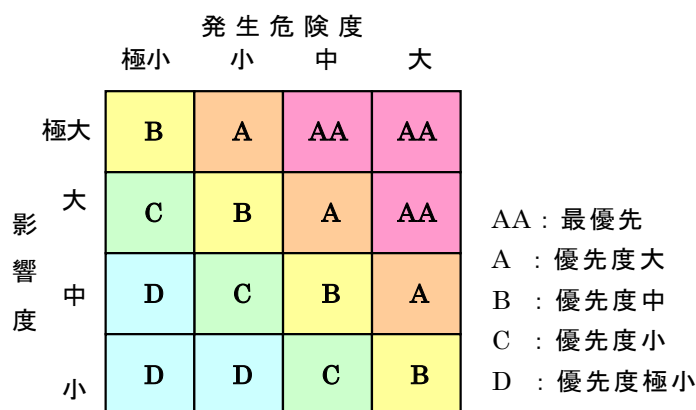 発生危険度
極小 小 中 大
極大 B A AA AA
大 C B A AA
中 D C B A
小 D D C B
影響度
AA : 最優先
A : 優先度大
B : 優先度中
C : 優先度小
D : 優先度極小